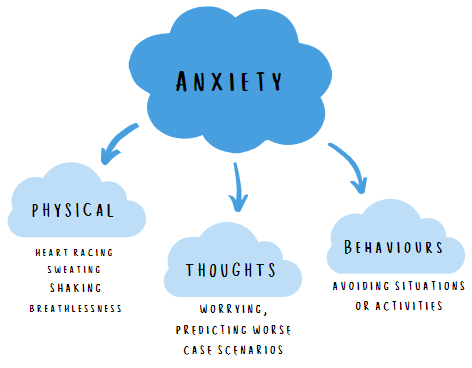 ANXIETY
PHYSICAL
HEART RACING
SWEATING
SHAKING
BREATHLESSNESS
THOUGHTS
WORRYING,
PREDICTING WORSE
CASE SCENARIOS
BEHAVIOURS
AVOIDING SITUATIONS
OR ACTIVITIES